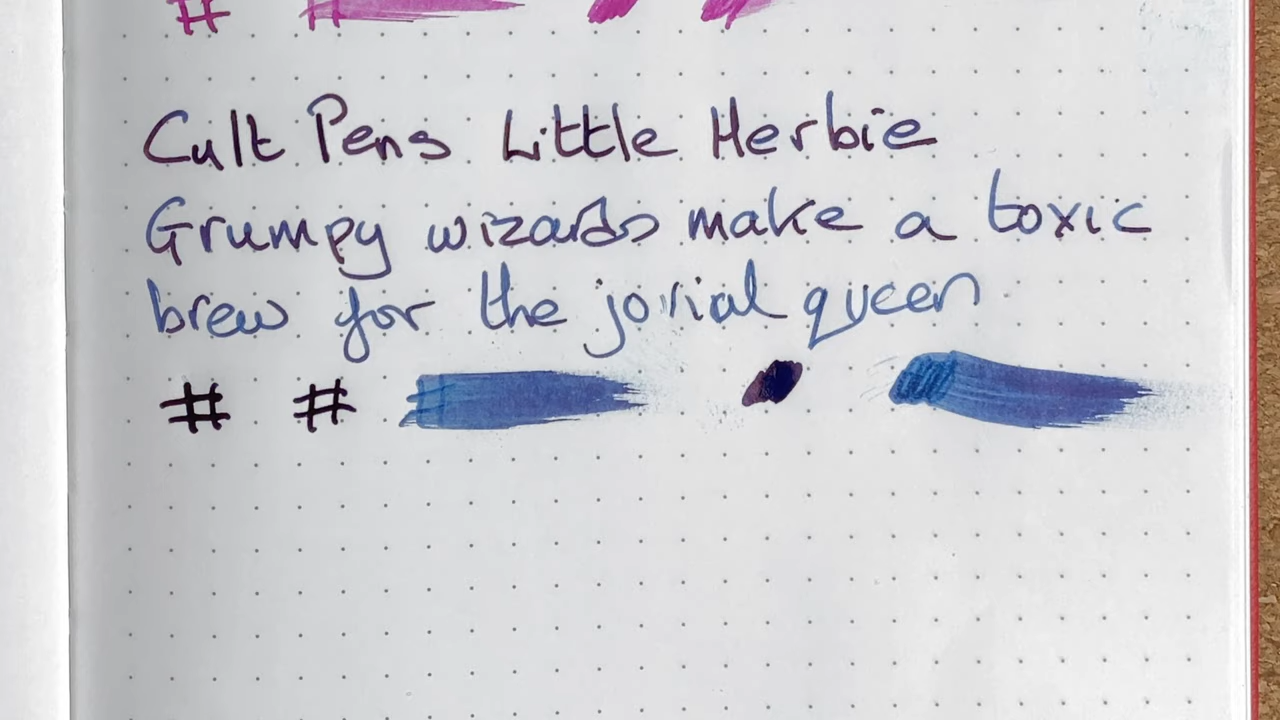 # #
Cult Pens Little Herbie
Grumpy wizards make a toxic
brew for the jovial queen
# #